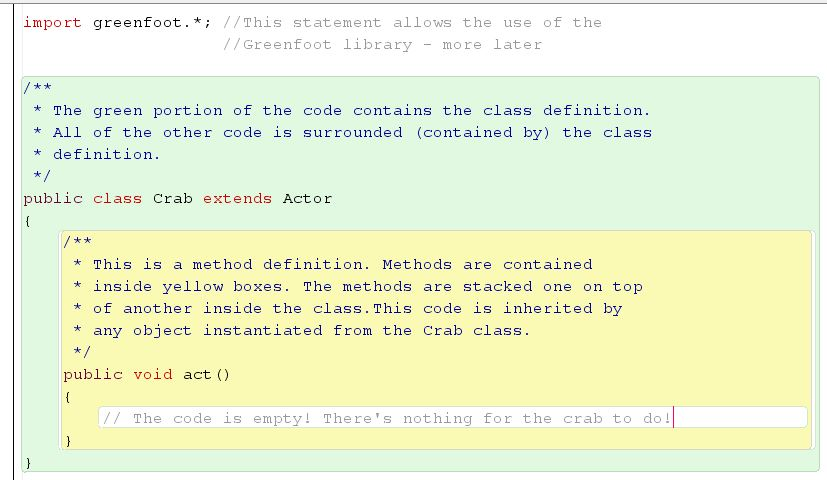 import greenfoot.*; //This statement allows the use of the
//Greenfoot library - more later
/**
* The green portion of the code contains the class definition.
* All of the other code is surrounded (contained by) the class
* definition.
*/
public class Crab extends Actor
{
/**
* This is a method definition. Methods are contained
* inside yellow boxes. The methods are stacked one on top
* of another inside the class.This code is inherited by
* any object instantiated from the Crab class.
*/
public void act()
{
// The code is empty! There's nothing for the crab to do!
}
}